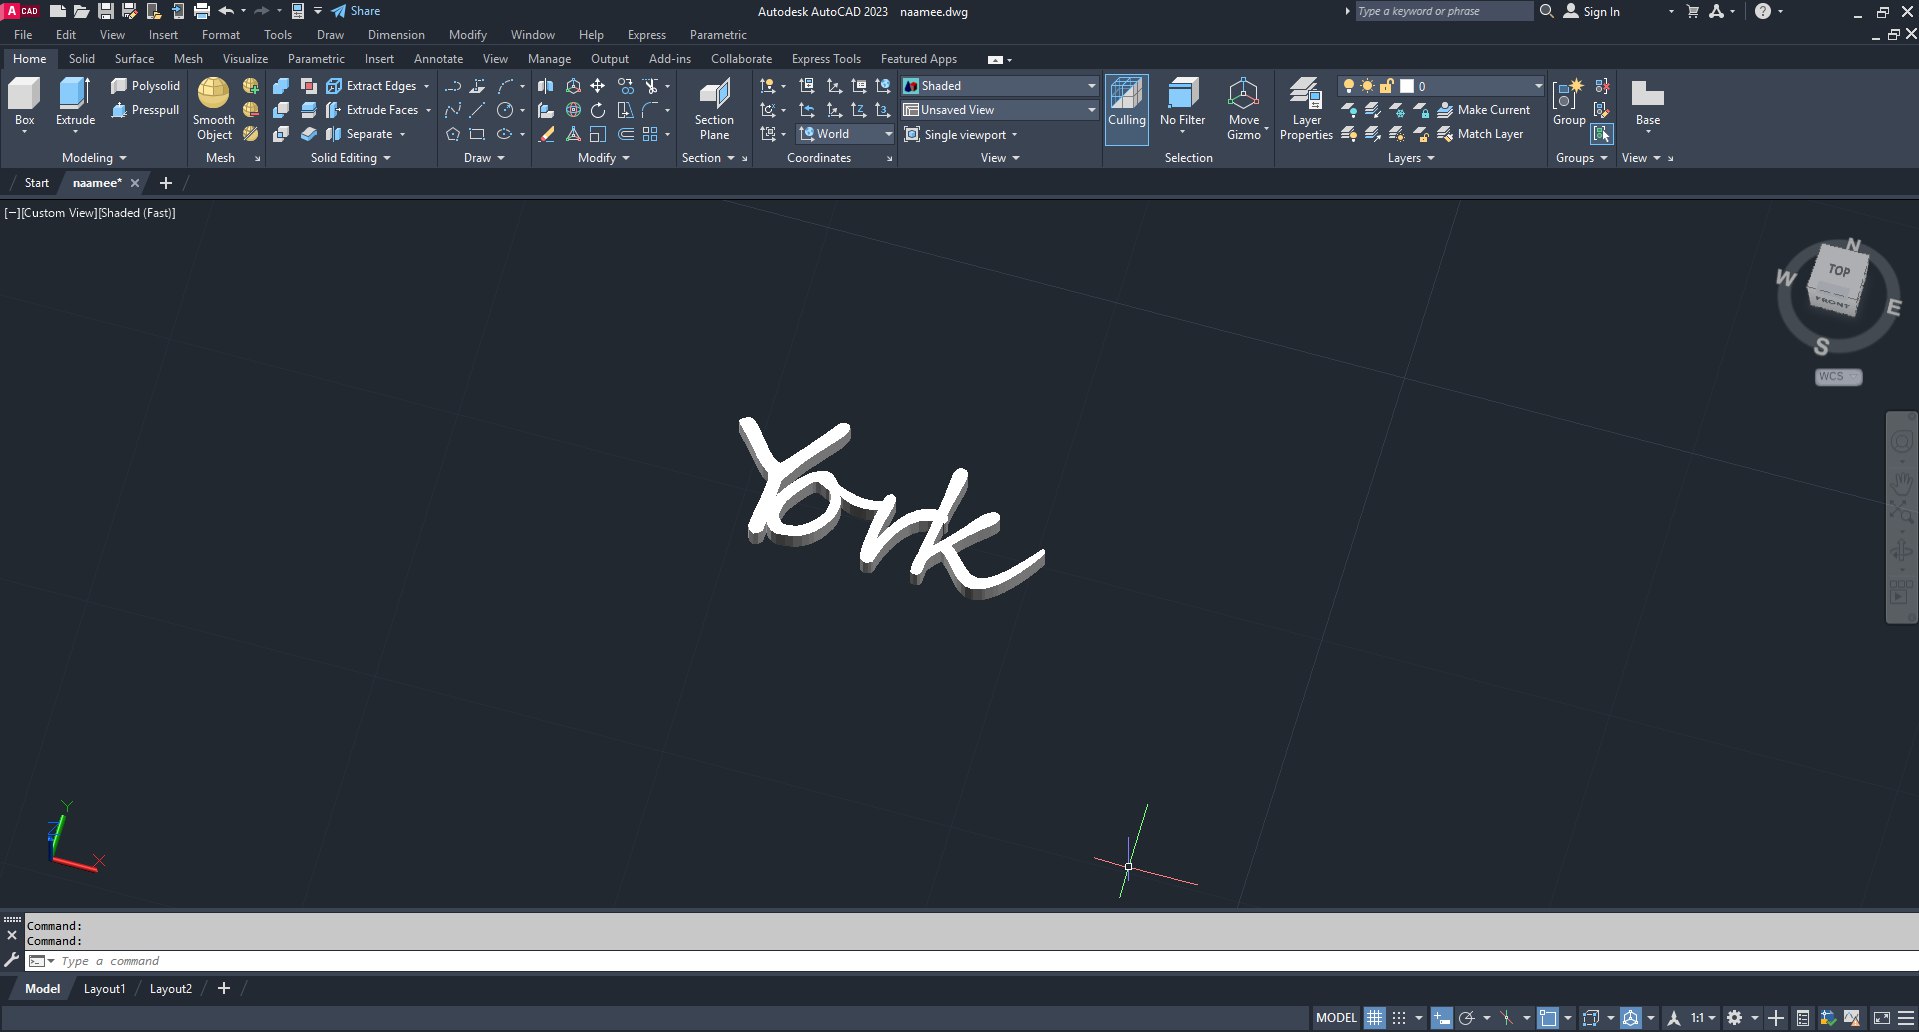 A CAD
Share
Autodesk AutoCAD 2023 naamee.dwg
Type a keyword or phrase
Sign In
File Edit View Insert Format Tools Draw Dimension Modify Window Help Express Parametric
Home Solid Surface Mesh Visualize Parametric Insert Annotate View Manage Output Add-ins Collaborate Express Tools Featured Apps
Box
Extrude
Polysolid
Presspull
Modeling
Smooth
Object
Mesh
Extract Edges
Extrude Faces
Separate
Solid Editing
Draw
Modify
Section
Plane
Section
World
Coordinates
Shaded
Unsaved View
Single viewport
View
Culling
No Filter
Move
Gizmo
Selection
Layer
Properties
0
Make Current
Match Layer
Layers
Group
Groups
Base
View
Start naamee*
[−][Custom View][Shaded (Fast)]
N
W
TOP
FRONT
E
S
WCS
York
Y
Z
X
Command:
Command:
Type a command
Model Layout1 Layout2
MODEL 1:1